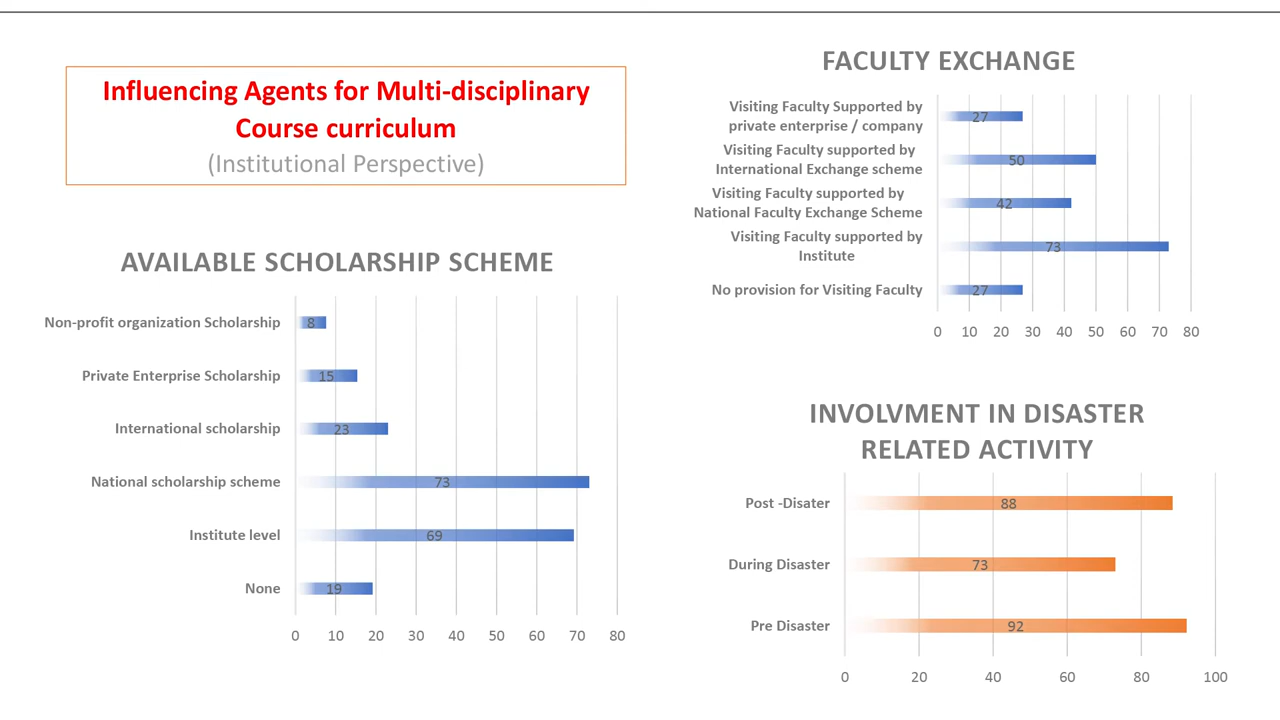 Influencing Agents for Multi-disciplinary
Course curriculum
(Institutional Perspective)
AVAILABLE SCHOLARSHIP SCHEME
Non-profit organization Scholarship
8
Private Enterprise Scholarship
15
International scholarship
23
National scholarship scheme
73
Institute level
69
None
19
0 10 20 30 40 50 60 70 80
FACULTY EXCHANGE
Visiting Faculty Supported by
private enterprise / company
27
Visiting Faculty supported by
International Exchange scheme
50
Visiting Faculty supported by
National Faculty Exchange Scheme
42
Visiting Faculty supported by
Institute
73
No provision for Visiting Faculty
27
0 10 20 30 40 50 60 70 80
INVOLVMENT IN DISASTER
RELATED ACTIVITY
Post -Disater
88
During Disaster
73
Pre Disaster
92
0 20 40 60 80 100